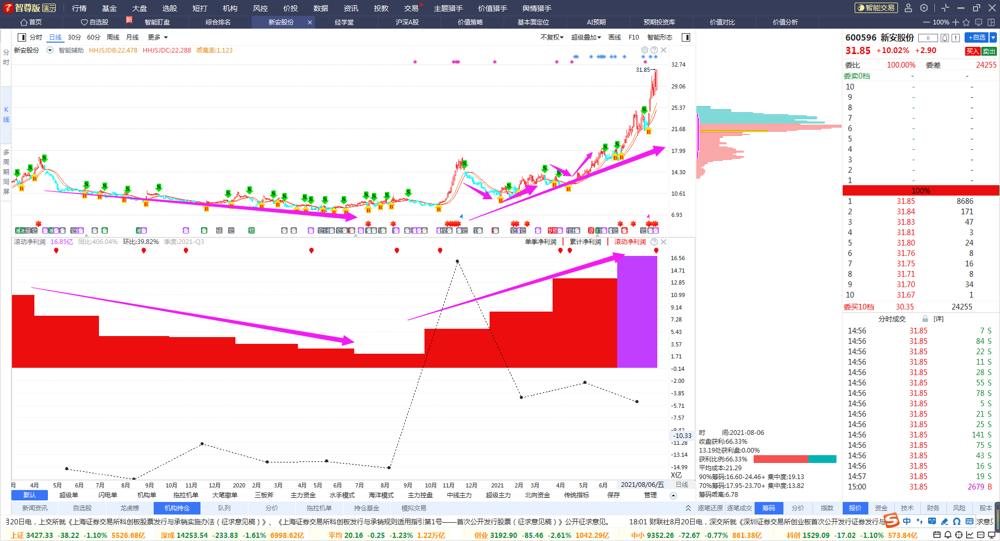 智尊版 演示 行情 基金 大盘 选股 短打 机构 风控 价投 数据 资讯 投教 交易 主题猎手 价值猎手 舆情猎手 智能交易
首页 自选股 新 智能盯盘 综合排名 新安股份 经学堂 沪深A股 价值策略 基本面定位 AI预期 预期投资库 价值对比 价值分析 100%
分时 日线 30分 60分 周线 月线 更多 不复权 超级叠加 画线 F10 智能形态
新安股份 智能辅助 HHJSJDB:22.478 HHJSJDC:22.288 乖离率:1.123
分时
K线
多周期同屏
31.85
32.74
29.06
25.37
21.68
17.99
14.30
10.61
6.93
滚动净利润 16.85亿 同比:406.04% 环比:39.82% 季度:2021-Q3 单季净利润 累计净利润 滚动净利润
16.56
14.71
12.85
10.99
9.14
7.28
5.43
3.57
1.71
-0.14
-2.00
-3.85
-5.71
-7.57
-9.42
-10.33
-11.28
-13.14
-14.99
X亿
月 4月 5月 6月 7月 8月 9月 10月 11月 12月 2020 2月 3月 4月 5月 6月 7月 8月 9月 10月 11月 12月 2021 2月 3月 4月 5月 6月 2021/08/06/五 日线
默认 超级单 闪电单 机构单 拖拉机单 大笔撤单 三板斧 主力资金 水手模式 海洋模式 主力控盘 中线主力 超级主力 北向资金 传统指标 保存 管理
新闻资讯 自选股 龙虎榜 机构持仓 队列 分价 拖拉机单 持仓基金 模拟交易
时 间:2021-08-06
收盘获利:66.33%
13.19处获利盘:0.00%
获利比例:66.33%
平均成本:21.29
90%筹码:16.60-24.46+ 集中度:19.13
70%筹码:17.95-23.70+ 集中度:13.82
筹码乖离:6.78
逐笔还原 逐笔成交 筹码 分价 指数 报价 资金 技术 财务 风险 股本
600596 新安股份 R +自选
31.85 +10.02% +2.90 买入 卖出
委比 100.00% 委差 24255
委卖0档 - -
10 - -
9 - -
8 - -
7 - -
6 - -
5 - -
4 - -
3 - -
2 - -
1 - -
100%
1 31.85 8686
2 31.84 171
3 31.83 47
4 31.81 3
5 31.80 24
6 31.76 8
7 31.75 16
8 31.71 8
9 31.70 34
10 31.67 1
委买10档 30.35 24255
分时成交 [详]
14:56 31.85 7 S
14:56 31.85 84 S
14:56 31.85 22 S
14:56 31.85 11 S
14:56 31.85 28 S
14:56 31.85 55 S
14:56 31.85 78 S
14:56 31.85 5 S
14:56 31.85 21 S
14:56 31.85 25 S
14:56 31.85 141 S
14:56 31.85 75 S
14:56 31.85 43 S
14:56 31.85 16 S
14:57 31.85 19 S
15:00 31.85 2679 B
月20日电，上交所就《上海证券交易所科创板股票发行与承销实施办法（征求意见稿）》、《上海证券交易所科创板发行与承销规则适用指引第1号——首次公开发行股票（征求意见稿）》公开征求意见。 18:01 财联社8月20日电，深交所就《深圳证券交易所创业板首次公开发行证券发行与 求意见 中
上证 3427.33 -38.22 -1.10% 5526.68亿 深成 14253.54 -233.83 -1.61% 6998.62亿 平均 20.16 -0.25 -1.23% 1.22万亿 创业 3192.90 -85.46 -2.61% 1042.29亿 中小 9352.26 -72.67 -0.77% 861.38亿 科创 1529.09 -17.02 -1.10% 573.84亿